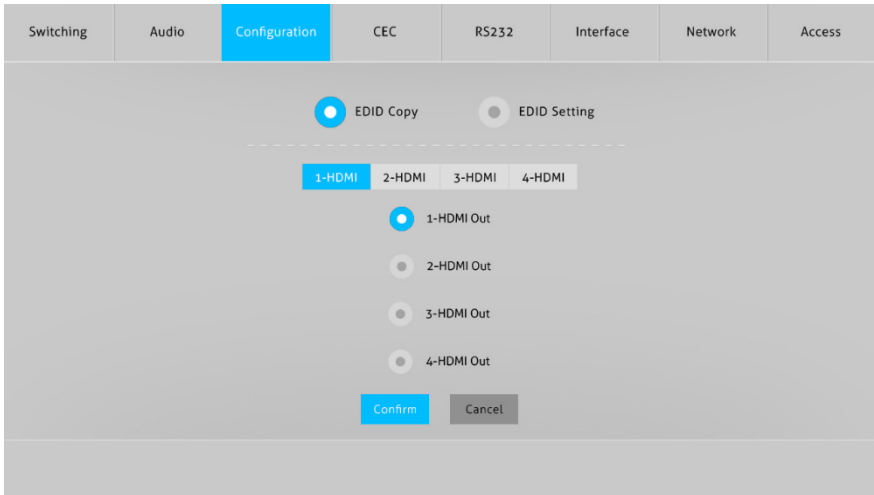 Switching Audio Configuration CEC RS232 Interface Network Access
EDID Copy EDID Setting
1-HDMI 2-HDMI 3-HDMI 4-HDMI
1-HDMI Out
2-HDMI Out
3-HDMI Out
4-HDMI Out
Confirm Cancel